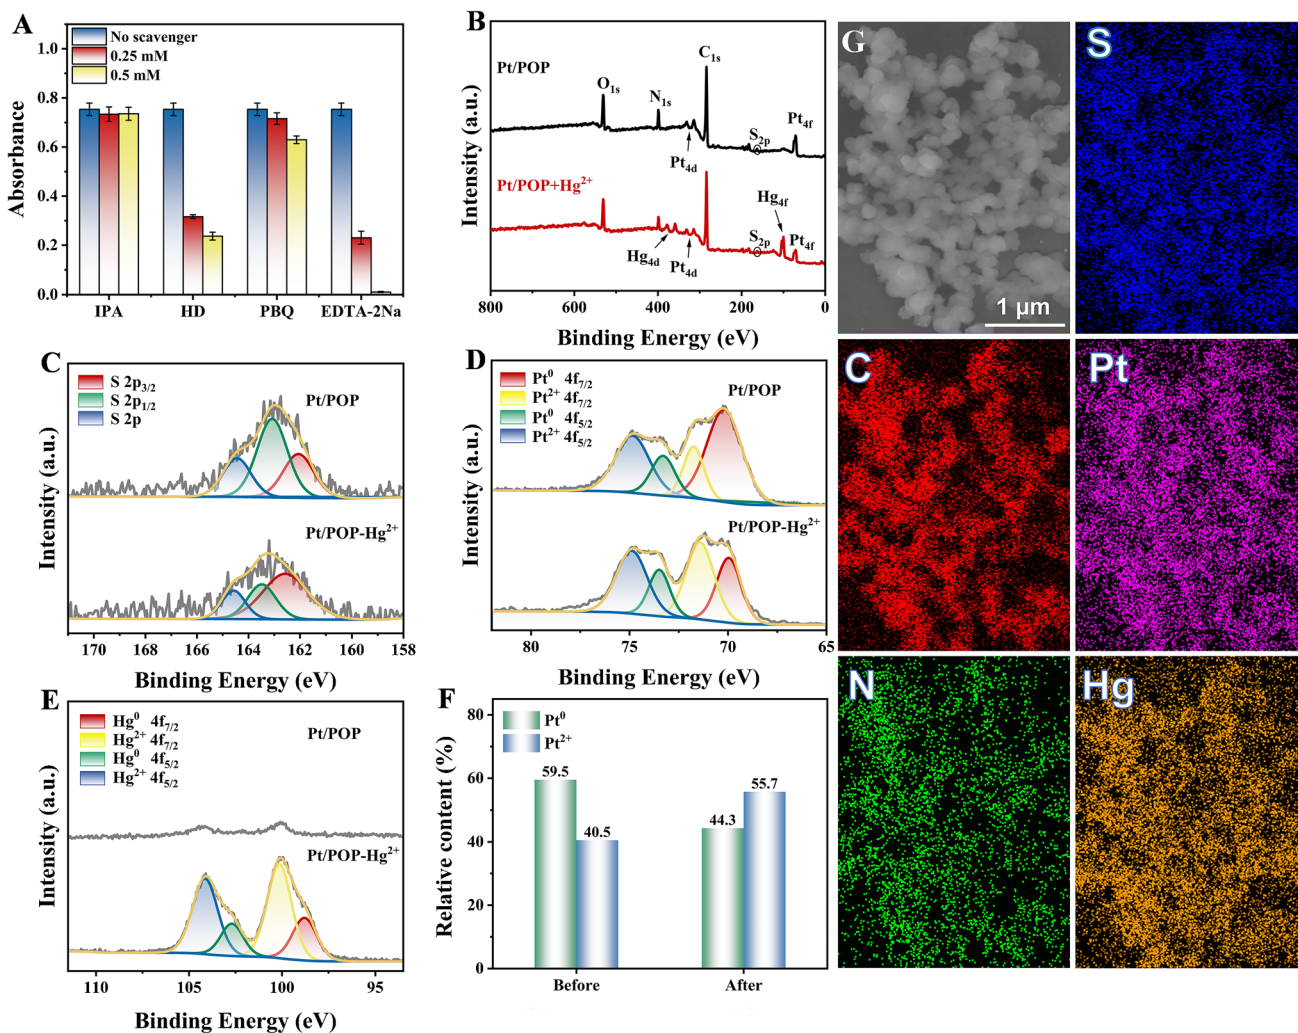 A
No scavenger
0.25 mM
0.5 mM
Absorbance
1.0
0.8
0.6
0.4
0.2
0.0
IPA HD PBQ EDTA-2Na
B
Pt/POP
O1s
N1s
C1s
Pt4d
S2p
Pt4f
Pt/POP+Hg2+
Hg4d
Pt4d
S2p
Hg4f
Pt4f
Intensity (a.u.)
800 600 400 200 0
Binding Energy (eV)
C
S 2p3/2
S 2p1/2
S 2p
Pt/POP
Pt/POP-Hg2+
Intensity (a.u.)
170 168 166 164 162 160 158
Binding Energy (eV)
D
Pt0 4f7/2
Pt2+ 4f7/2
Pt0 4f5/2
Pt2+ 4f5/2
Pt/POP
Pt/POP-Hg2+
Intensity (a.u.)
80 75 70 65
Binding Energy (eV)
E
Hg0 4f7/2
Hg2+ 4f7/2
Hg0 4f5/2
Hg2+ 4f5/2
Pt/POP
Pt/POP-Hg2+
Intensity (a.u.)
110 105 100 95
Binding Energy (eV)
F
Pt0
Pt2+
Relative content (%)
80
60
40
20
0
59.5
40.5
44.3
55.7
Before After
G
1 μm
S
C
Pt
N
Hg